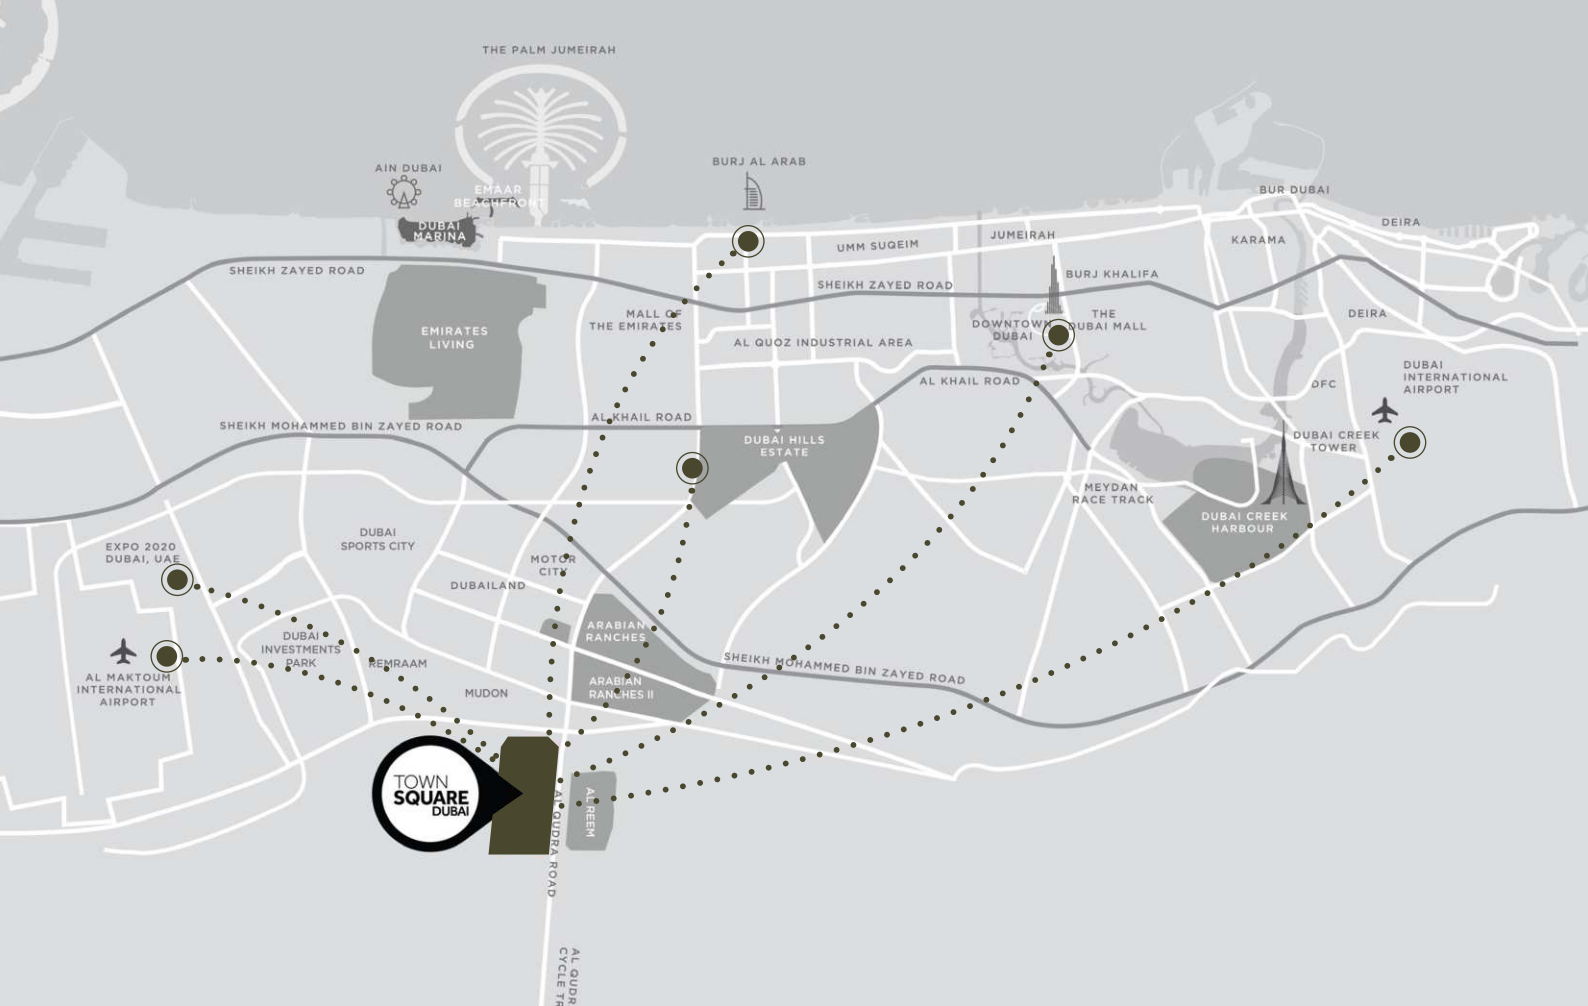 THE PALM JUMEIRAH
AIN DUBAI
EMAAR
BEACHFRONT
DUBAI
MARINA
BURJ AL ARAB
BUR DUBAI
DEIRA
UMM SUQEIM
JUMEIRAH
KARAMA
SHEIKH ZAYED ROAD
SHEIKH ZAYED ROAD
BURJ KHALIFA
MALL OF
THE EMIRATES
DOWNTOWN
DUBAI
THE
DUBAI MALL
DEIRA
EMIRATES
LIVING
AL QUOZ INDUSTRIAL AREA
AL KHAIL ROAD
DFC
DUBAI
INTERNATIONAL
AIRPORT
SHEIKH MOHAMMED BIN ZAYED ROAD
AL KHAIL ROAD
DUBAI HILLS
ESTATE
DUBAI CREEK
TOWER
MEYDAN
RACE TRACK
DUBAI CREEK
HARBOUR
EXPO 2020
DUBAI, UAE
DUBAI
SPORTS CITY
MOTOR
CITY
DUBAILAND
ARABIAN
RANCHES
DUBAI
INVESTMENTS
PARK
REMRAAM
SHEIKH MOHAMMED BIN ZAYED ROAD
AL MAKTOUM
INTERNATIONAL
AIRPORT
MUDON
ARABIAN
RANCHES II
TOWN
SQUARE
DUBAI
AL QUDRA ROAD
AL REEM
AL QUDR
CYCLE TR